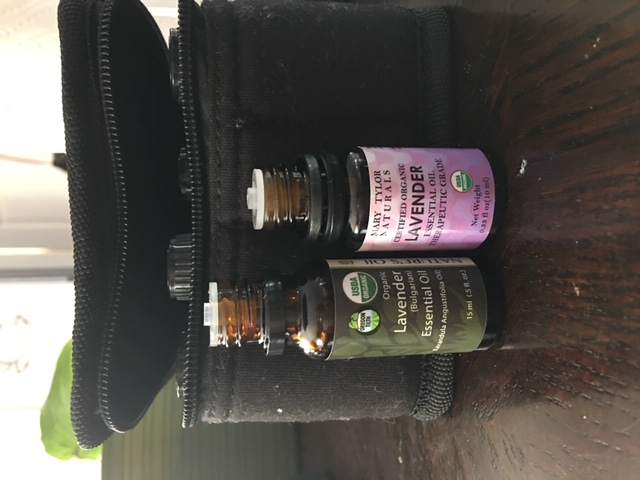 OREGON
TILTH
USDA
ORGANIC
Organic
Lavender
(Bulgarian)
Essential Oil
Lavandula Angustifolia Oil)
15 ml (.5 fl. oz.)
MARY TYLOR
NATURALS
CERTIFIED ORGANIC
LAVENDER
ESSENTIAL OIL
THERAPEUTIC GRADE
USDA
Net Weight
0.33 fl oz(10 ml)